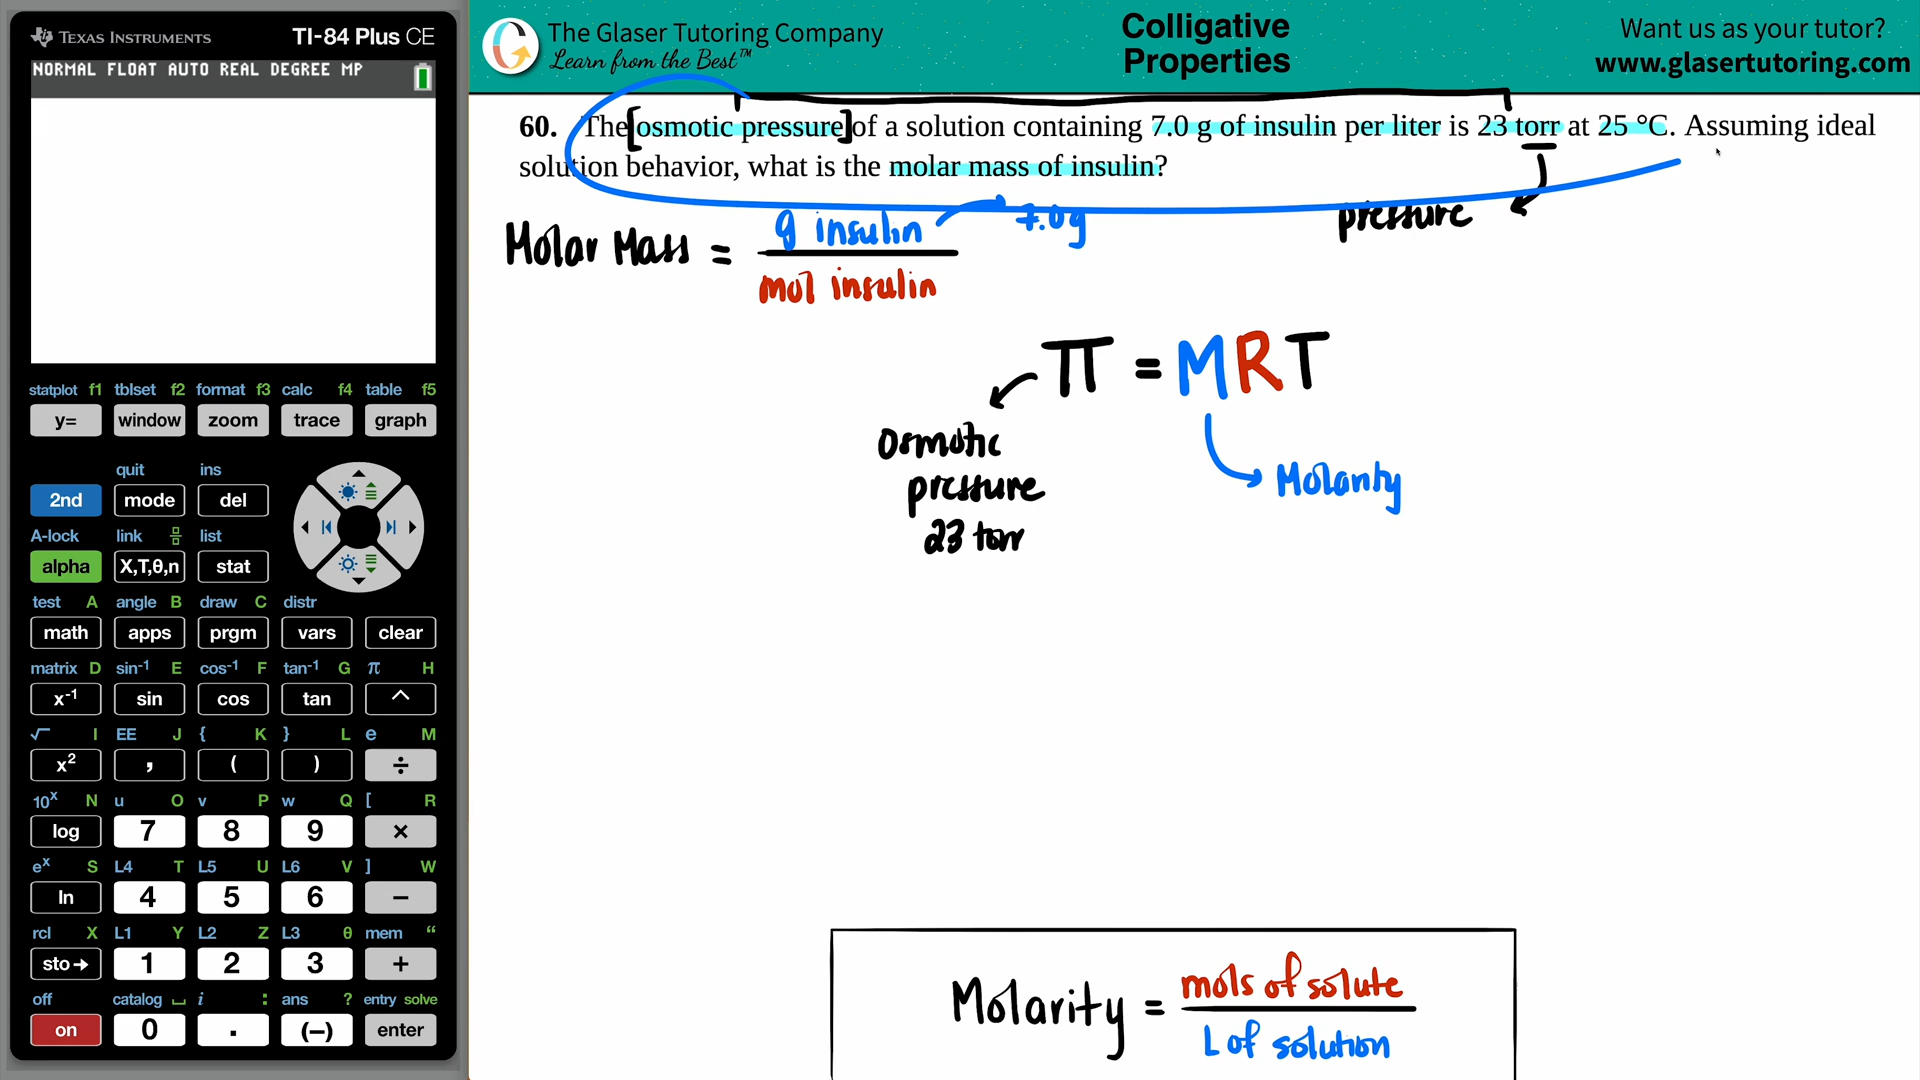 TEXAS INSTRUMENTS TI-84 Plus CE
NORMAL FLOAT AUTO REAL DEGREE MP
statplot f1 tblset f2 format f3 calc f4 table f5
y= window zoom trace graph
quit ins
2nd mode del
A-lock link list
alpha X,T,θ,n stat
test A angle B draw C distr
math apps prgm vars clear
matrix D sin⁻¹ E cos⁻¹ F tan⁻¹ G π H
x⁻¹ sin cos tan ^
√ I EE J { K } L e M
x² , ( ) ÷
10ˣ N u O v P w Q [ R
log 7 8 9 ×
eˣ S L4 T L5 U L6 V ] W
ln 4 5 6 −
rcl X L1 Y L2 Z L3 θ mem “
sto→ 1 2 3 +
off catalog ⎵ i : ans ? entry solve
on 0 . (−) enter
The Glaser Tutoring Company
Learn from the Best™
Colligative
Properties
Want us as your tutor?
www.glasertutoring.com
60. The [osmotic pressure] of a solution containing 7.0 g of insulin per liter is 23 torr at 25 °C. Assuming ideal
solution behavior, what is the molar mass of insulin?
pressure
Molar Mass = g insulin 7.0g
mol insulin
π = MRT
Osmotic
pressure
23 torr
Molarity
Molarity = mols of solute
L of solution